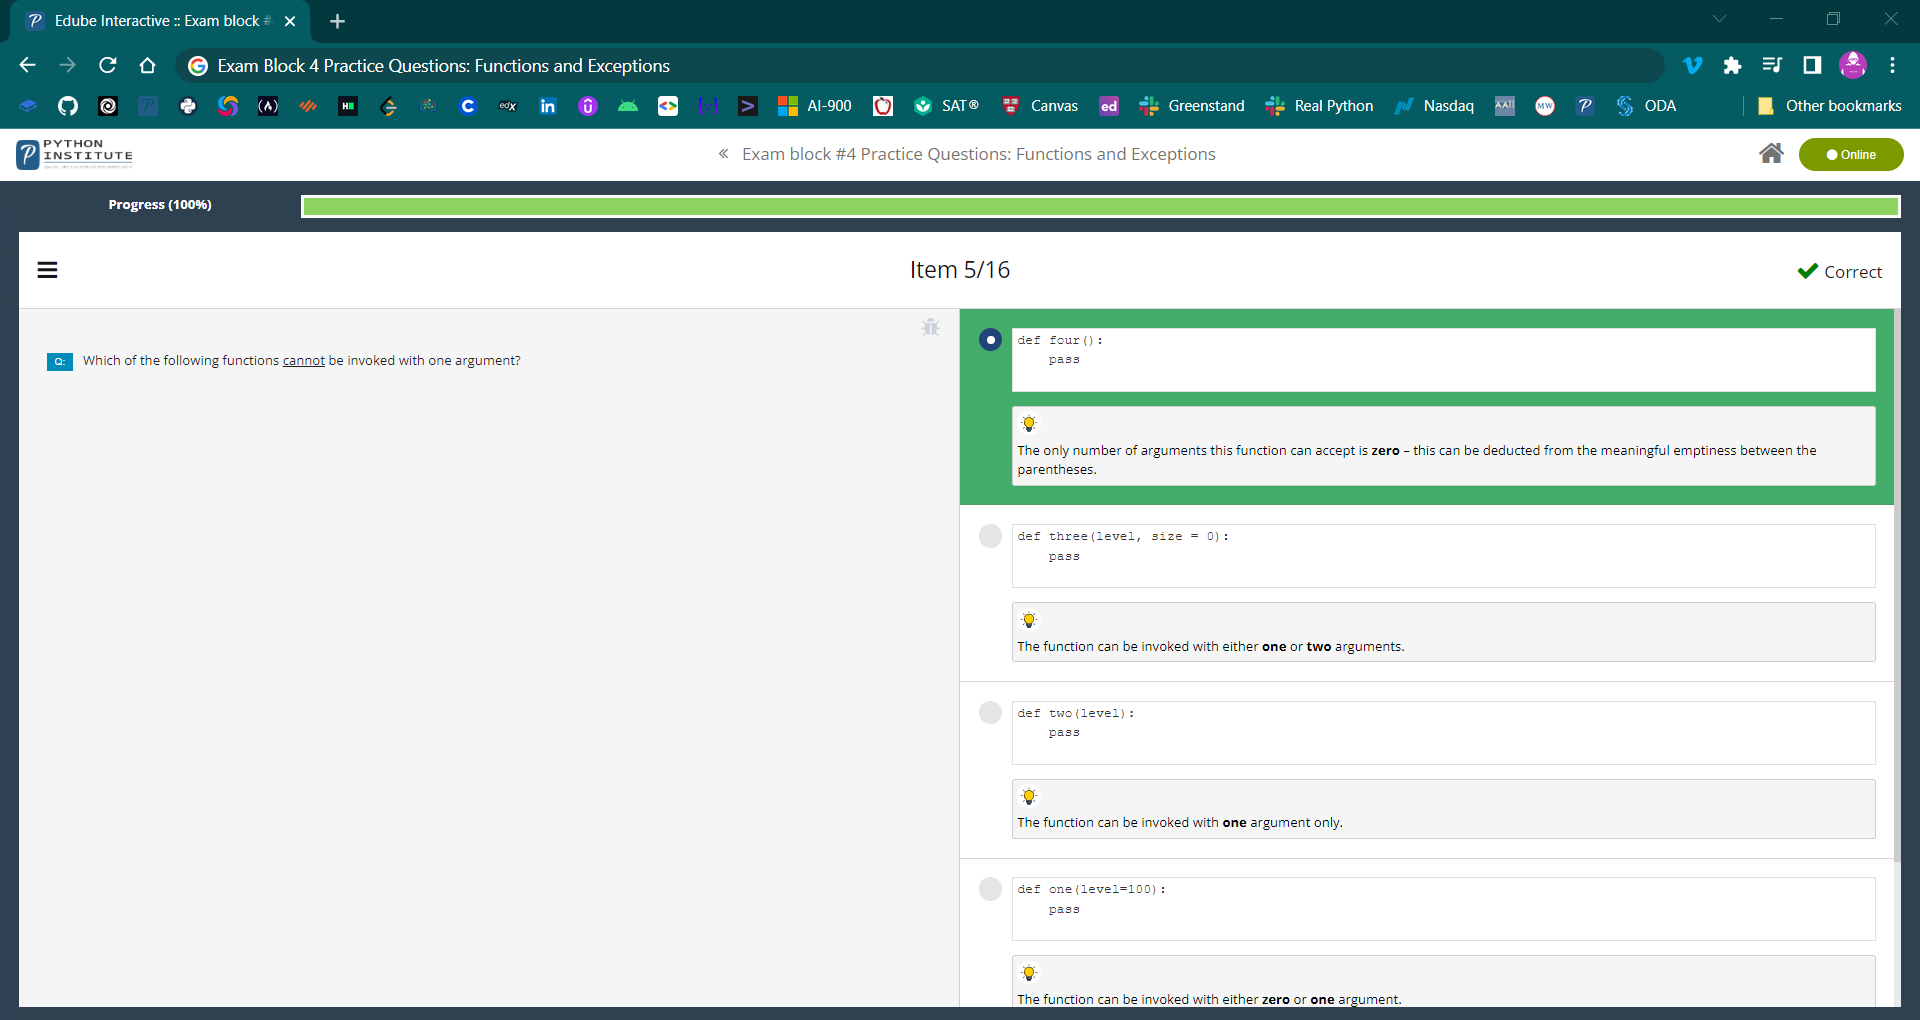 Edube Interactive :: Exam block #
Exam Block 4 Practice Questions: Functions and Exceptions
AI-900
SAT®
Canvas
ed
Greenstand
Real Python
Nasdaq
MW
ODA
Other bookmarks
PYTHON
INSTITUTE
« Exam block #4 Practice Questions: Functions and Exceptions
Online
Progress (100%)
Item 5/16
Correct
Q: Which of the following functions cannot be invoked with one argument?
def four():
    pass
The only number of arguments this function can accept is zero – this can be deducted from the meaningful emptiness between the
parentheses.
def three(level, size = 0):
    pass
The function can be invoked with either one or two arguments.
def two(level):
    pass
The function can be invoked with one argument only.
def one(level=100):
    pass
The function can be invoked with either zero or one argument.